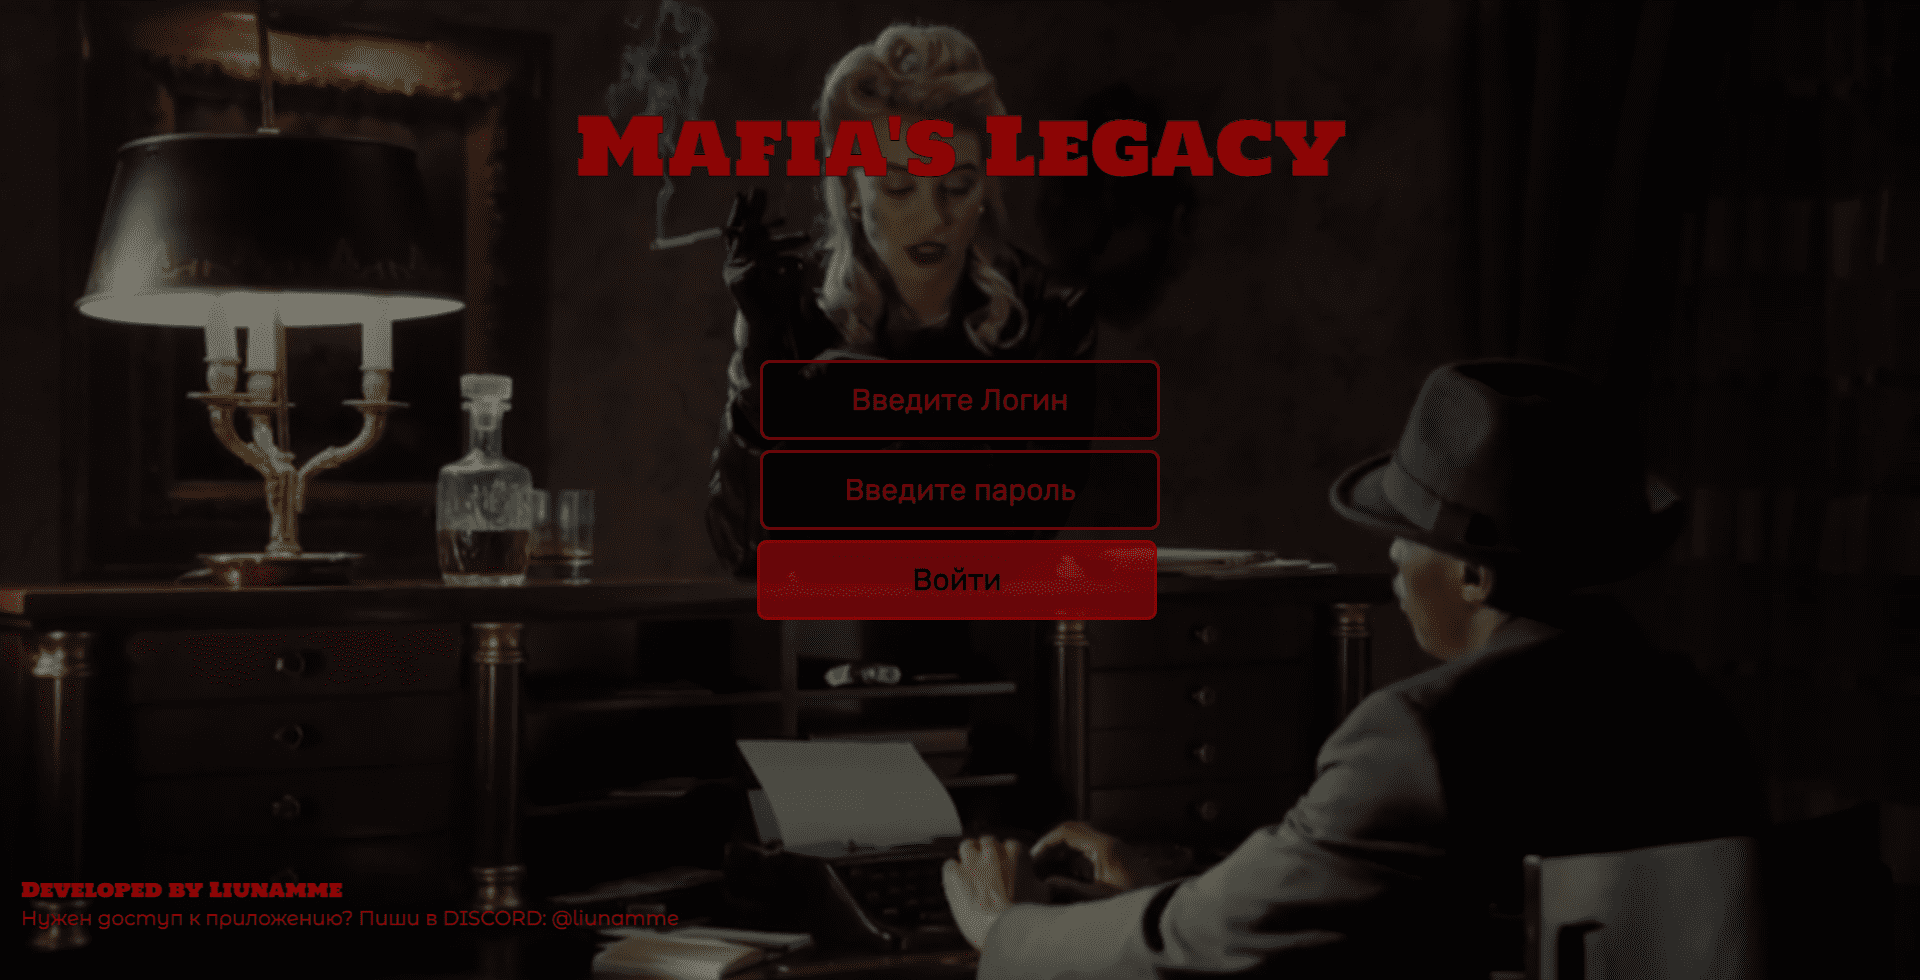 Mafia's Legacy
Введите Логин
Введите пароль
Войти
Developed by Liunamme
Нужен доступ к приложению? Пиши в DISCORD: @liunamme